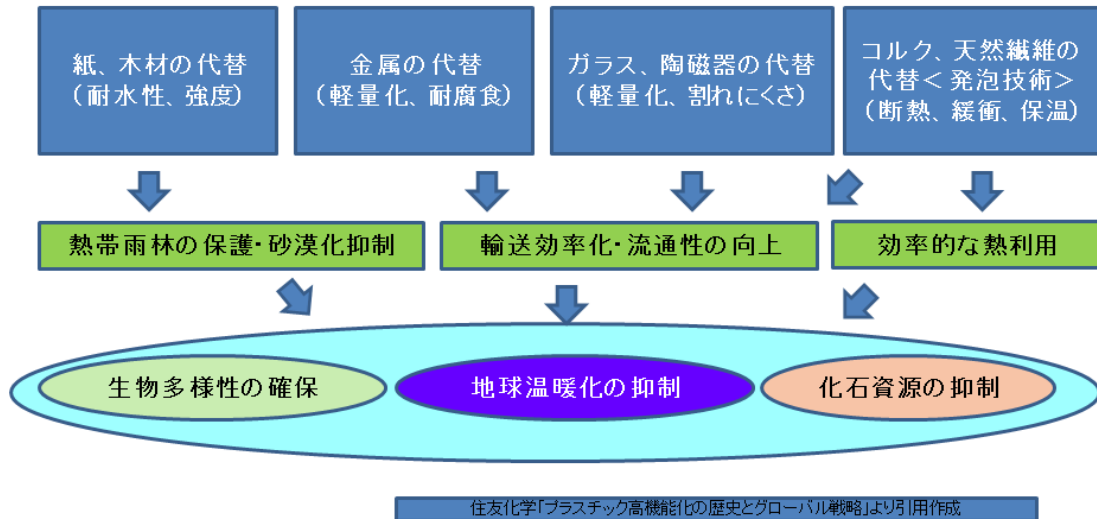 紙、木材の代替
（耐水性、強度）
金属の代替
（軽量化、耐腐食）
ガラス、陶磁器の代替
（軽量化、割れにくさ）
コルク、天然繊維の
代替＜発泡技術＞
（断熱、緩衝、保温）
熱帯雨林の保護・砂漠化抑制
輸送効率化・流通性の向上
効率的な熱利用
生物多様性の確保
地球温暖化の抑制
化石資源の抑制
住友化学「プラスチック高機能化の歴史とグローバル戦略」より引用作成